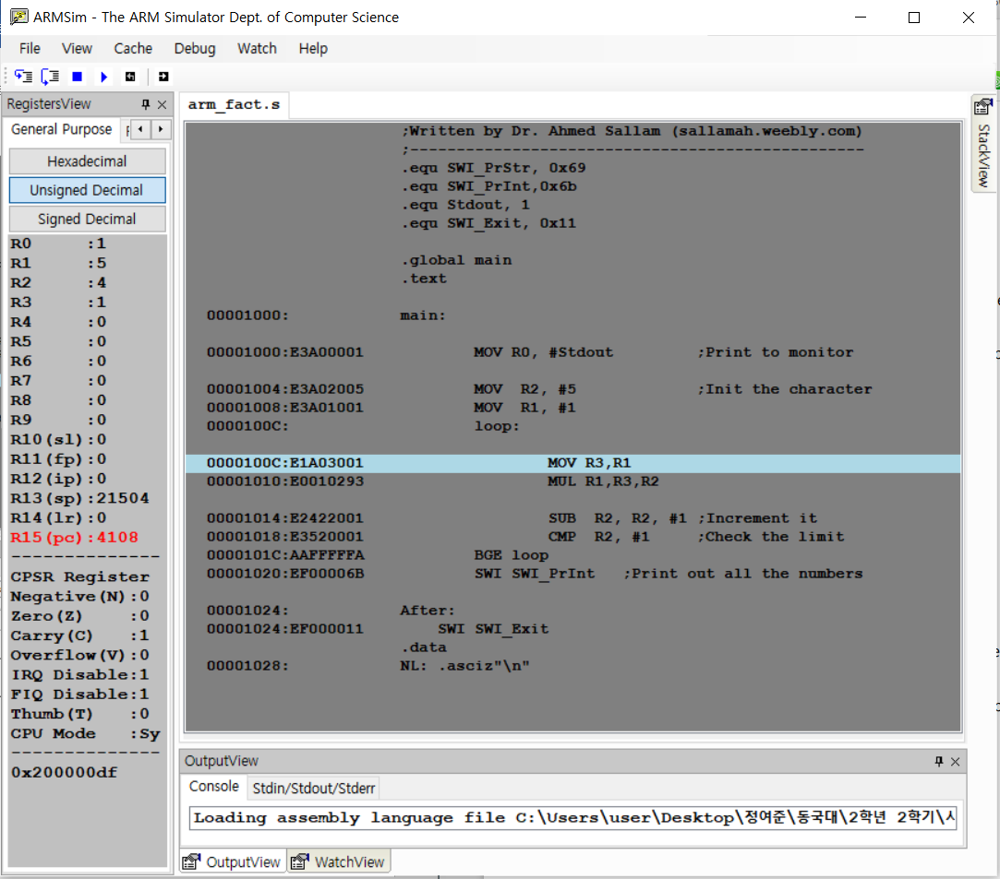 ARMSim - The ARM Simulator Dept. of Computer Science
File View Cache Debug Watch Help
RegistersView
General Purpose
Hexadecimal
Unsigned Decimal
Signed Decimal
R0 :1
R1 :5
R2 :4
R3 :1
R4 :0
R5 :0
R6 :0
R7 :0
R8 :0
R9 :0
R10(sl):0
R11(fp):0
R12(ip):0
R13(sp):21504
R14(lr):0
R15(pc):4108
----------------
CPSR Register
Negative(N):0
Zero(Z) :0
Carry(C) :1
Overflow(V):0
IRQ Disable:1
FIQ Disable:1
Thumb(T) :0
CPU Mode :Sy
----------------
0x200000df
arm_fact.s
;Written by Dr. Ahmed Sallam (sallamah.weebly.com)
;-------------------------------------------------
.equ SWI_PrStr, 0x69
.equ SWI_PrInt,0x6b
.equ Stdout, 1
.equ SWI_Exit, 0x11
.global main
.text
00001000: main:
00001000:E3A00001 MOV R0, #Stdout ;Print to monitor
00001004:E3A02005 MOV R2, #5 ;Init the character
00001008:E3A01001 MOV R1, #1
0000100C: loop:
0000100C:E1A03001 MOV R3,R1
00001010:E0010293 MUL R1,R3,R2
00001014:E2422001 SUB R2, R2, #1 ;Increment it
00001018:E3520001 CMP R2, #1 ;Check the limit
0000101C:AAFFFFFA BGE loop
00001020:EF00006B SWI SWI_PrInt ;Print out all the numbers
00001024: After:
00001024:EF000011 SWI SWI_Exit
.data
00001028: NL: .asciz"\n"
StackView
OutputView
Console Stdin/Stdout/Stderr
Loading assembly language file C:\Users\user\Desktop\정여준\동국대\2학년 2학기\
OutputView WatchView